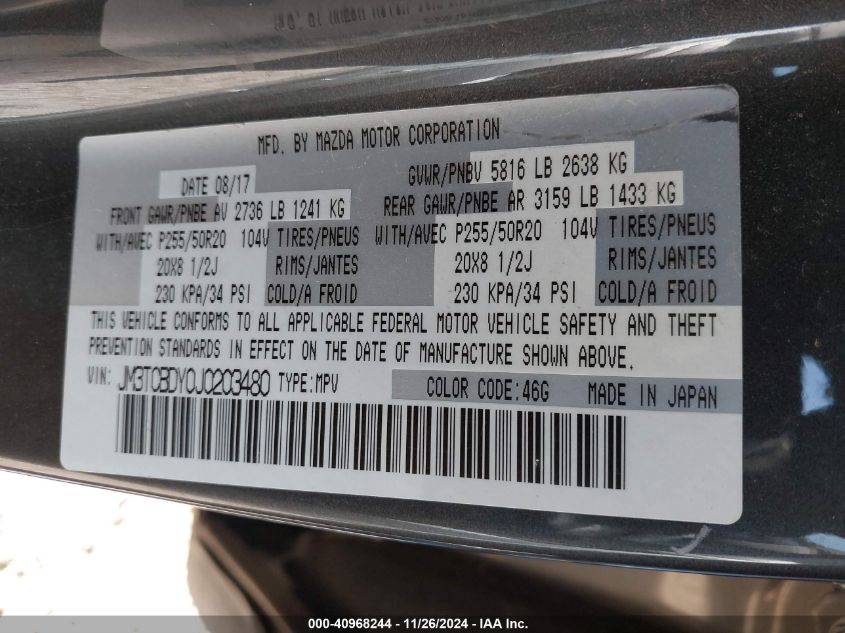 MFD. BY MAZDA MOTOR CORPORATION
DATE 08/17
GVWR/PNBV 5816 LB 2638 KG
FRONT GAWR/PNBE AV 2736 LB 1241 KG
REAR GAWR/PNBE AR 3159 LB 1433 KG
WITH/AVEC P255/50R20 104V TIRES/PNEUS
WITH/AVEC P255/50R20 104V TIRES/PNEUS
20X8 1/2J RIMS/JANTES
20X8 1/2J RIMS/JANTES
230 KPA/34 PSI COLD/A FROID
230 KPA/34 PSI COLD/A FROID
THIS VEHICLE CONFORMS TO ALL APPLICABLE FEDERAL MOTOR VEHICLE SAFETY AND THEFT
PREVENTION STANDARDS IN EFFECT ON THE DATE OF MANUFACTURE SHOWN ABOVE.
VIN: JM3TCBDY0J0203480 TYPE:MPV COLOR CODE:46G MADE IN JAPAN
000-40968244 - 11/26/2024 - IAA Inc.